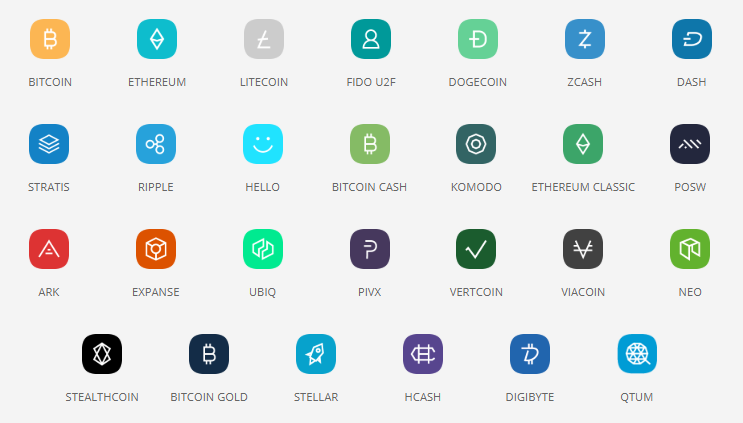 BITCOIN ETHEREUM LITECOIN FIDO U2F DOGECOIN ZCASH DASH
STRATIS RIPPLE HELLO BITCOIN CASH KOMODO ETHEREUM CLASSIC POSW
ARK EXPANSE UBIQ PIVX VERTCOIN VIACOIN NEO
STEALTHCOIN BITCOIN GOLD STELLAR HCASH DIGIBYTE QTUM